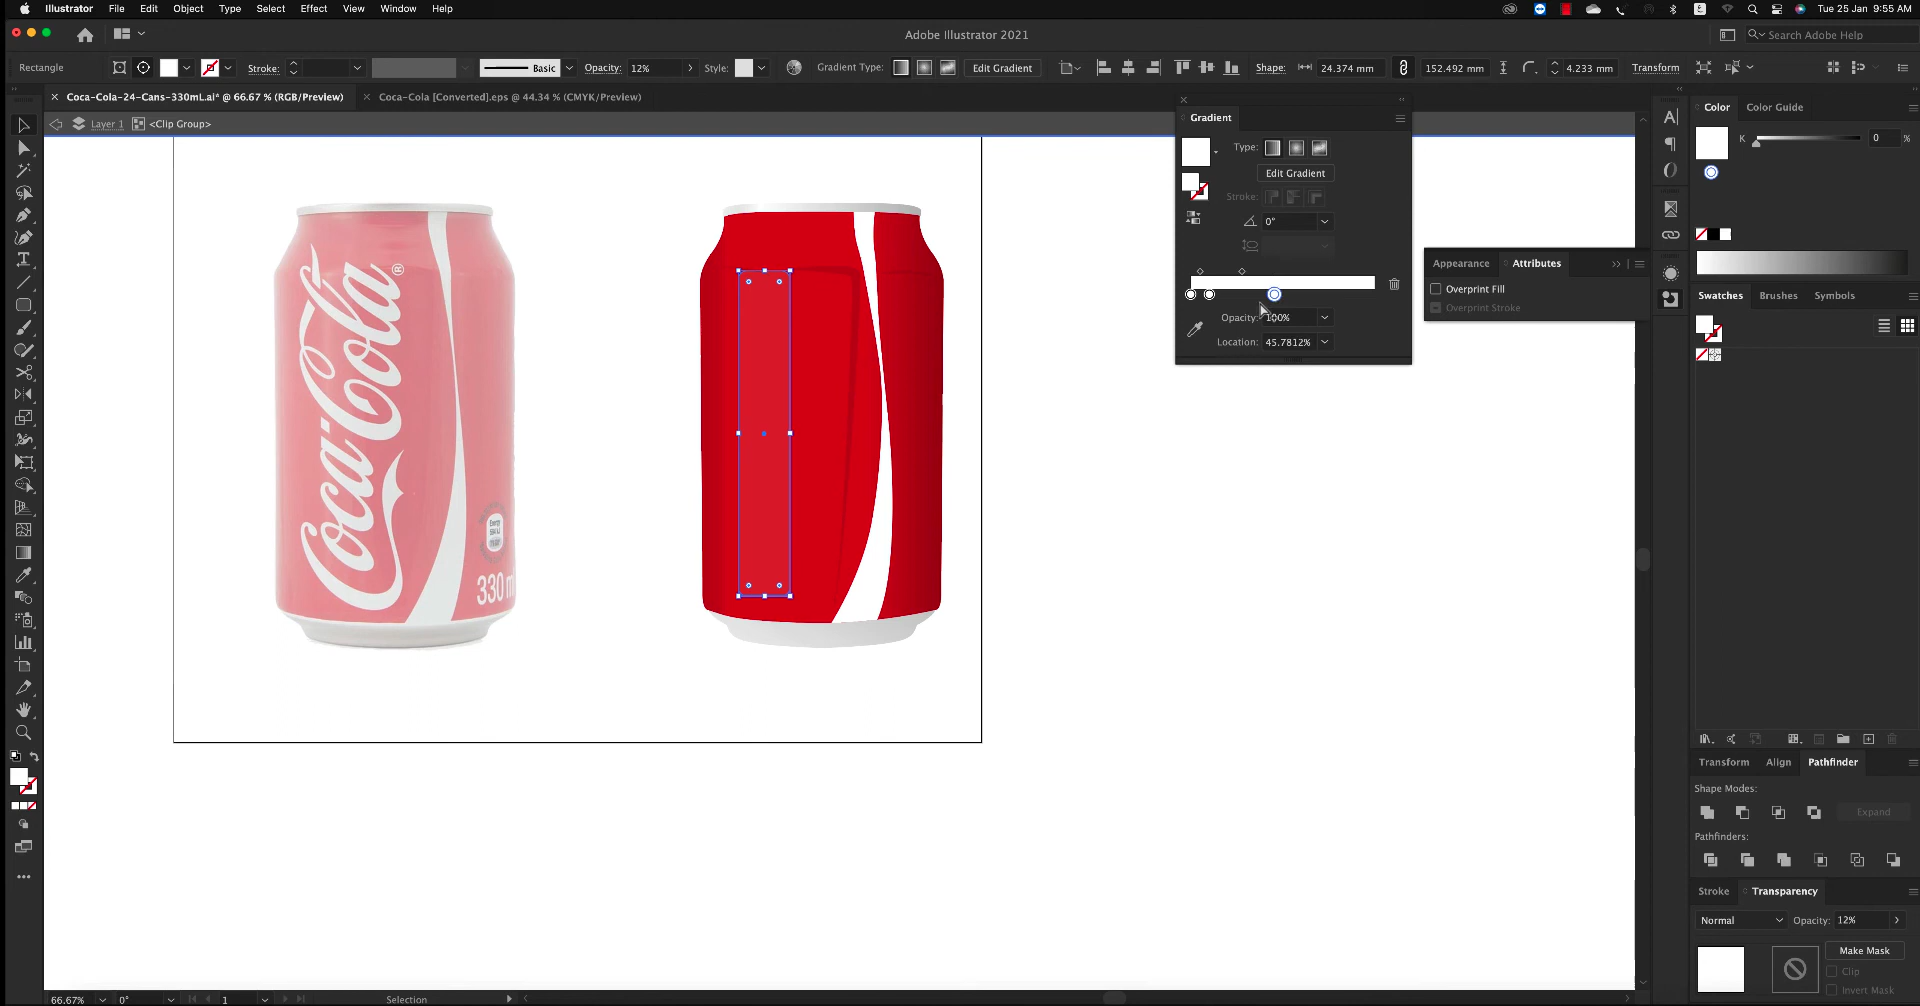 Illustrator File Edit Object Type Select Effect View Window Help
Tue 25 Jan 9:55 AM
Adobe Illustrator 2021
Search Adobe Help
Rectangle
Stroke:
Basic
Opacity: 12%
Style:
Gradient Type:
Edit Gradient
Shape: 24.374 mm
152.492 mm
4.233 mm
Transform
× Coca-Cola-24-Cans-330mL.ai* @ 66.67 % (RGB/Preview)
× Coca-Cola [Converted].eps @ 44.34 % (CMYK/Preview)
Layer 1 <Clip Group>
Gradient
Type:
Edit Gradient
Stroke:
0°
Opacity: 100%
Location: 45.7812%
Appearance Attributes
Overprint Fill
Overprint Stroke
Color Color Guide
K 0 %
Swatches Brushes Symbols
Transform Align Pathfinder
Shape Modes:
Expand
Pathfinders:
Stroke Transparency
Normal Opacity: 12%
Make Mask
Clip
Invert Mask
Coca-Cola ®
330 m
66.67% 0° 1 Selection